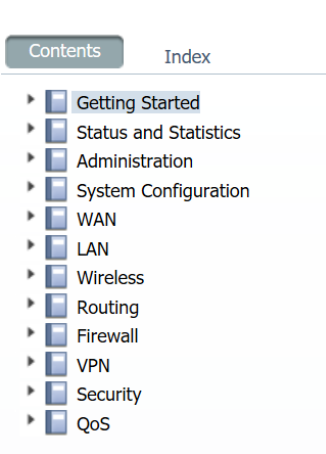 Contents
Index
Getting Started
Status and Statistics
Administration
System Configuration
WAN
LAN
Wireless
Routing
Firewall
VPN
Security
QoS